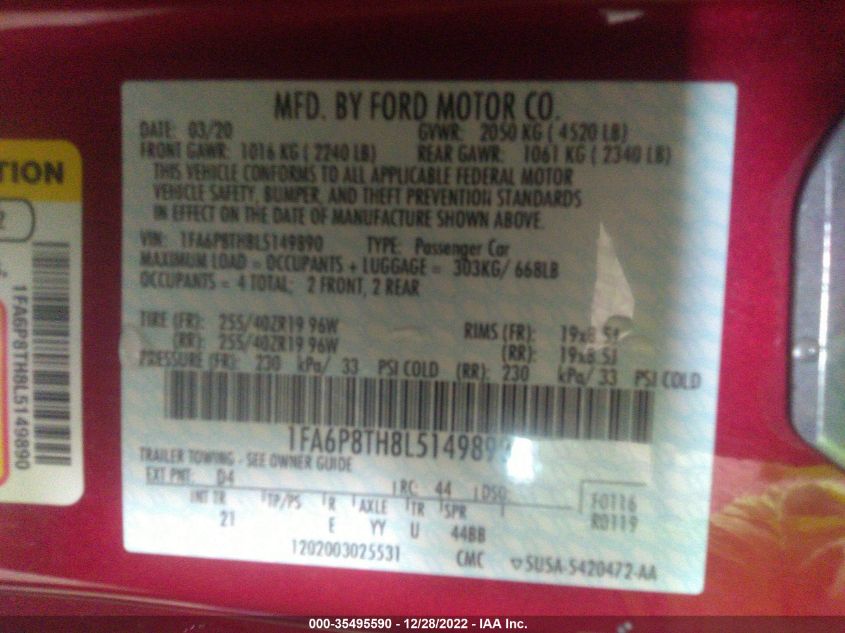 MFD. BY FORD MOTOR CO.
DATE: 03/20 GVWR: 2050 KG ( 4520 LB)
FRONT GAWR: 1016 KG ( 2240 LB) REAR GAWR: 1061 KG ( 2340 LB)
THIS VEHICLE CONFORMS TO ALL APPLICABLE FEDERAL MOTOR
VEHICLE SAFETY, BUMPER, AND THEFT PREVENTION STANDARDS
IN EFFECT ON THE DATE OF MANUFACTURE SHOWN ABOVE.
VIN: 1FA6P8TH8L5149890 TYPE: Passenger Car
MAXIMUM LOAD = OCCUPANTS + LUGGAGE = 303KG/ 668LB
OCCUPANTS = 4 TOTAL: 2 FRONT, 2 REAR
TIRE (FR): 255/40ZR19 96W RIMS (FR): 19x8.5J
(RR): 255/40ZR19 96W (RR): 19x8.5J
PRESSURE (FR): 230 kPa/ 33 PSI COLD (RR): 230 kPa/ 33 PSI COLD
1FA6P8TH8L514989
TRAILER TOWING - SEE OWNER GUIDE
EXT PNT: D4 RC: 44 DSO:
INT TR TP/PS R AXLE TR SPR F0116
21 E YY U 44BB R0119
1202003025531 CMC ▽5USA-5420472-AA
TION
2
1FA6P8TH8L5149890
000-35495590 - 12/28/2022 - IAA Inc.